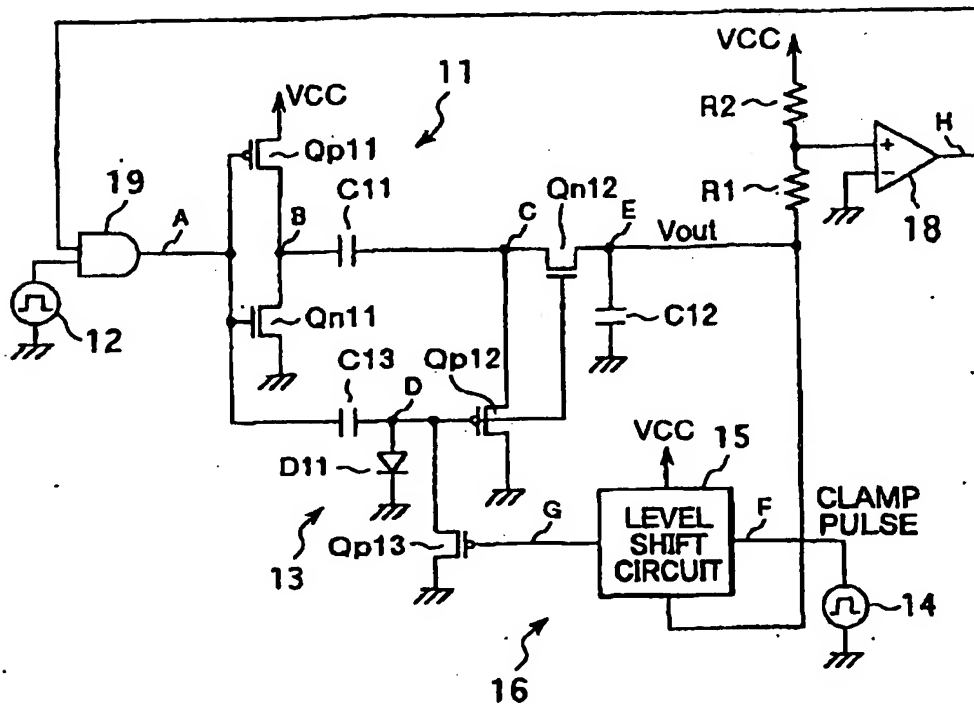 VCC
11
VCC
R2
H
Qp11
19
C11
Qn12
R1
18
A
B
C
E
Vout
Qn11
12
C12
C13
Qp12
D
VCC
15
D11
G
LEVEL SHIFT CIRCUIT
F
CLAMP PULSE
Qp13
13
14
16
+
-